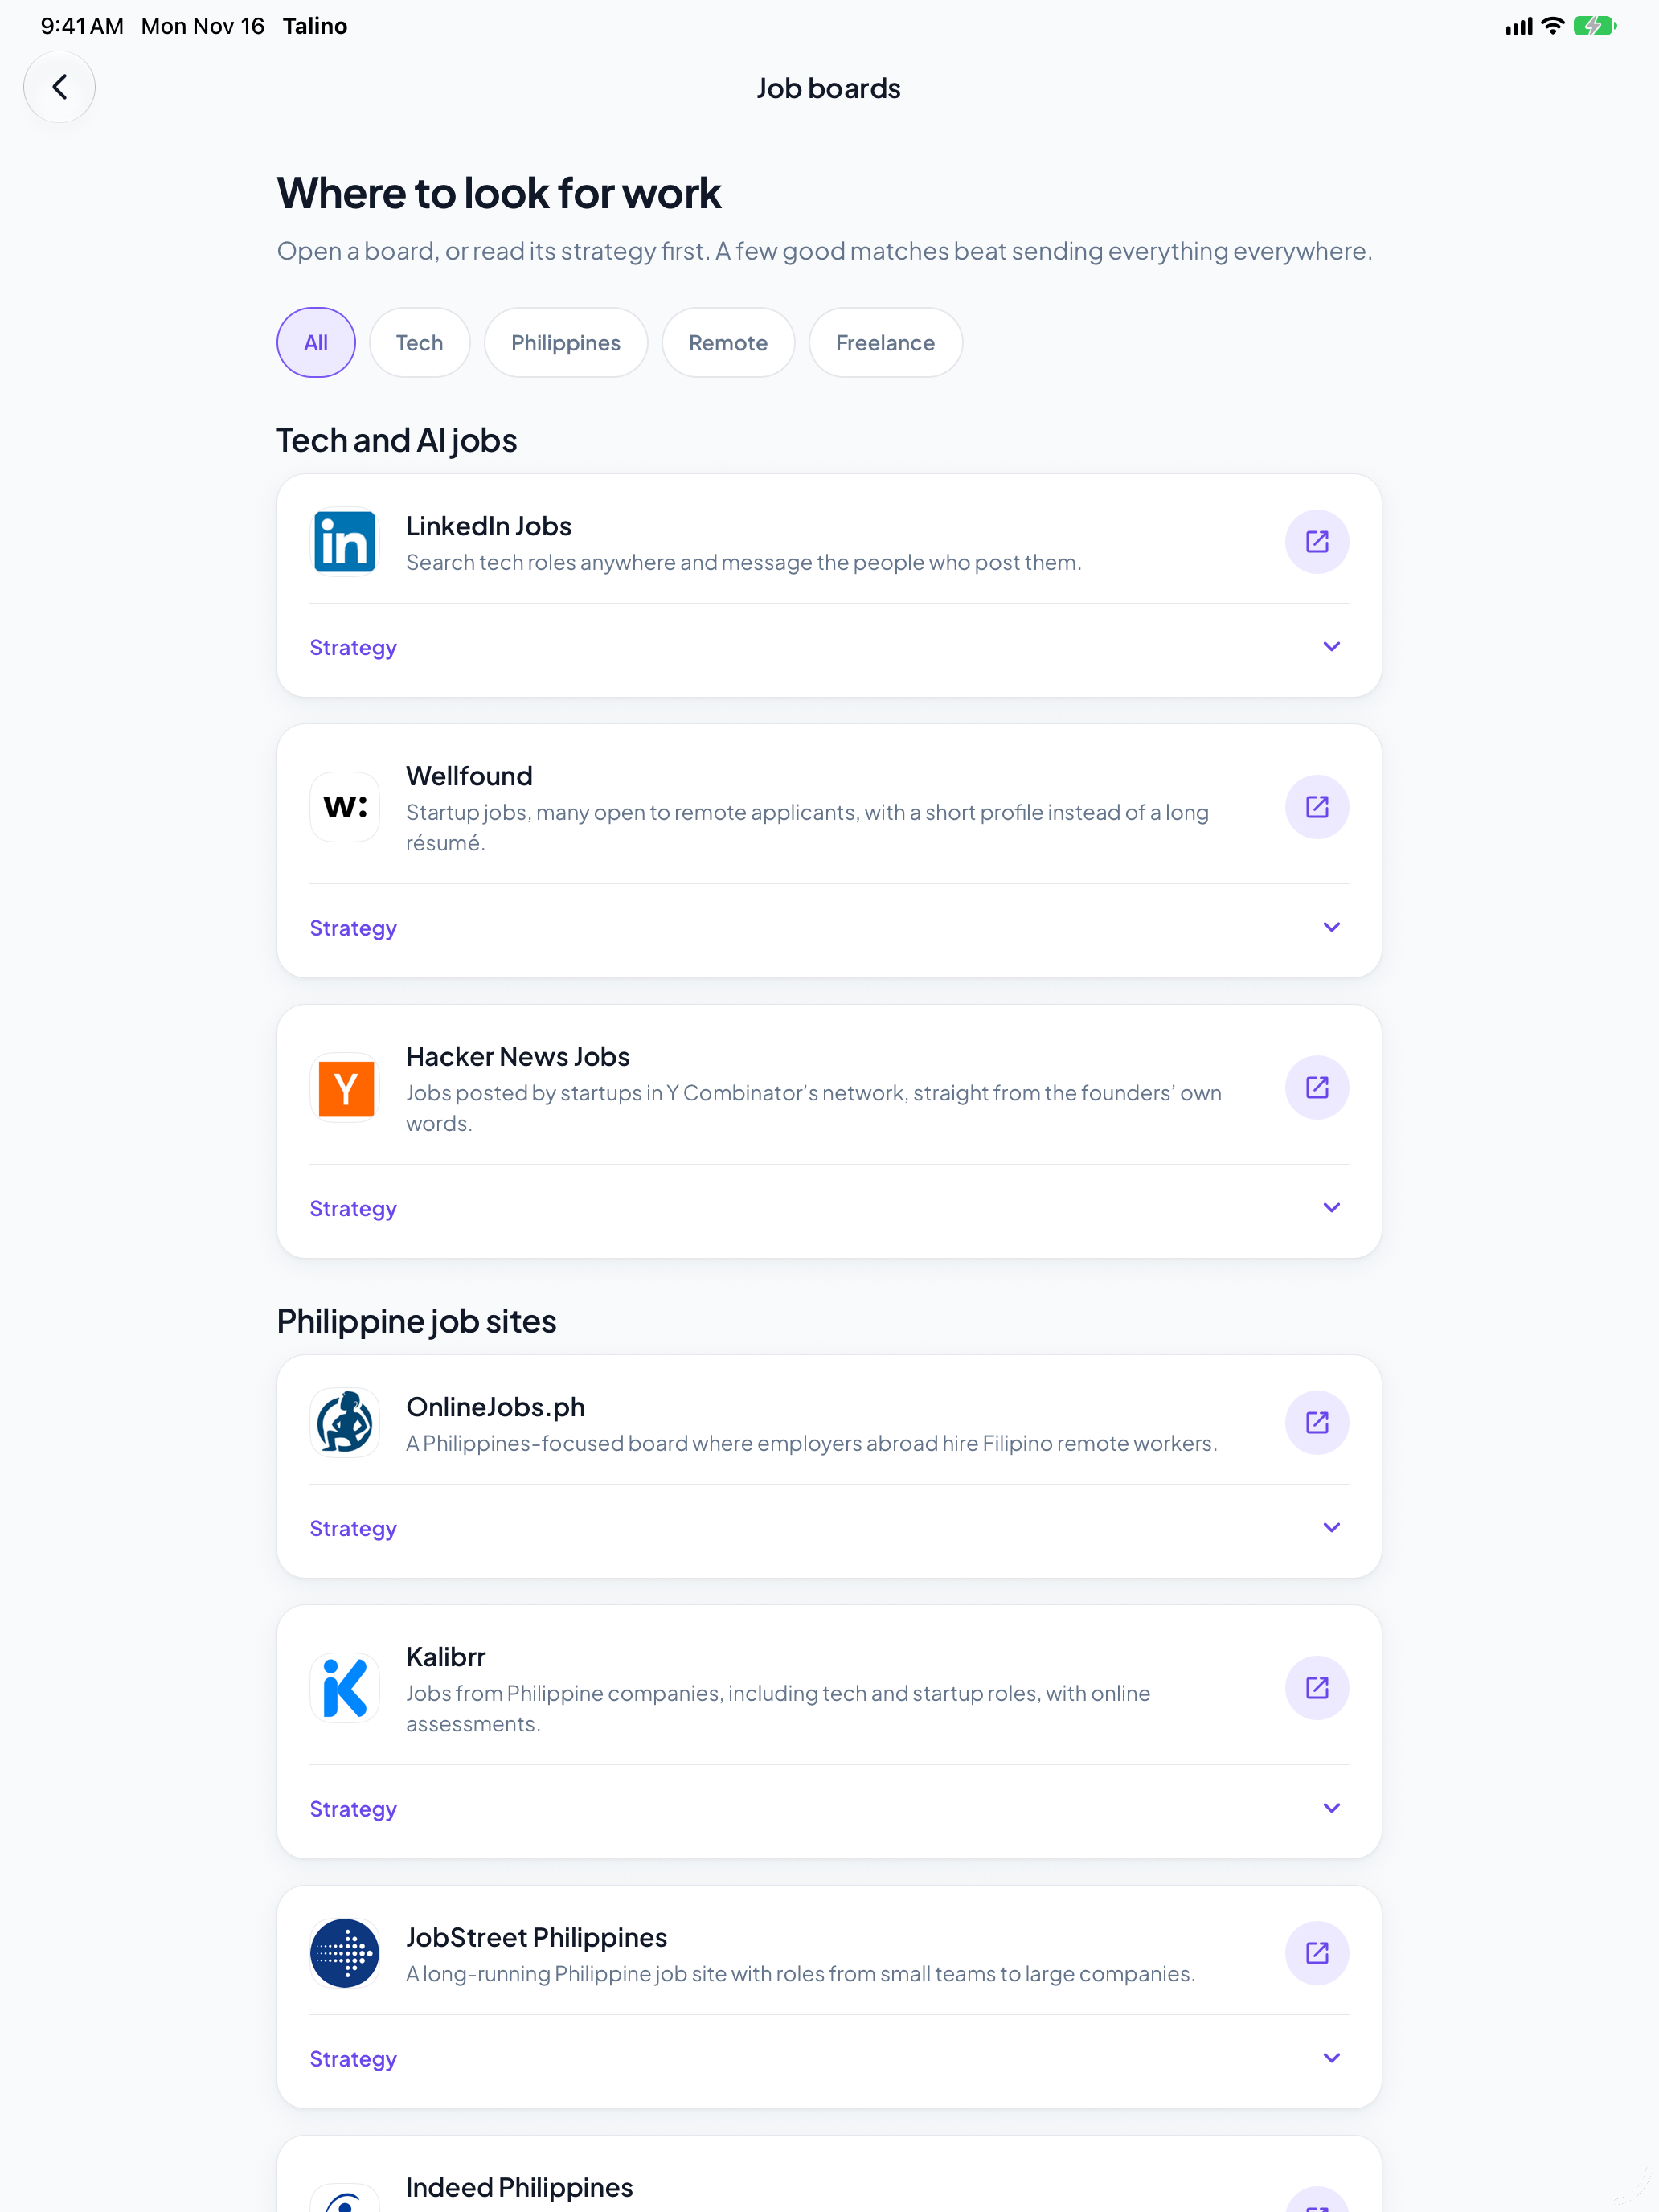 9:41 AM Mon Nov 16 Talino
Job boards
Where to look for work
Open a board, or read its strategy first. A few good matches beat sending everything everywhere.
All
Tech
Philippines
Remote
Freelance
Tech and AI jobs
in
LinkedIn Jobs
Search tech roles anywhere and message the people who post them.
Strategy
w:
Wellfound
Startup jobs, many open to remote applicants, with a short profile instead of a long
résumé.
Strategy
Y
Hacker News Jobs
Jobs posted by startups in Y Combinator’s network, straight from the founders’ own
words.
Strategy
Philippine job sites
OnlineJobs.ph
A Philippines-focused board where employers abroad hire Filipino remote workers.
Strategy
K
Kalibrr
Jobs from Philippine companies, including tech and startup roles, with online
assessments.
Strategy
JobStreet Philippines
A long-running Philippine job site with roles from small teams to large companies.
Strategy
Indeed Philippines